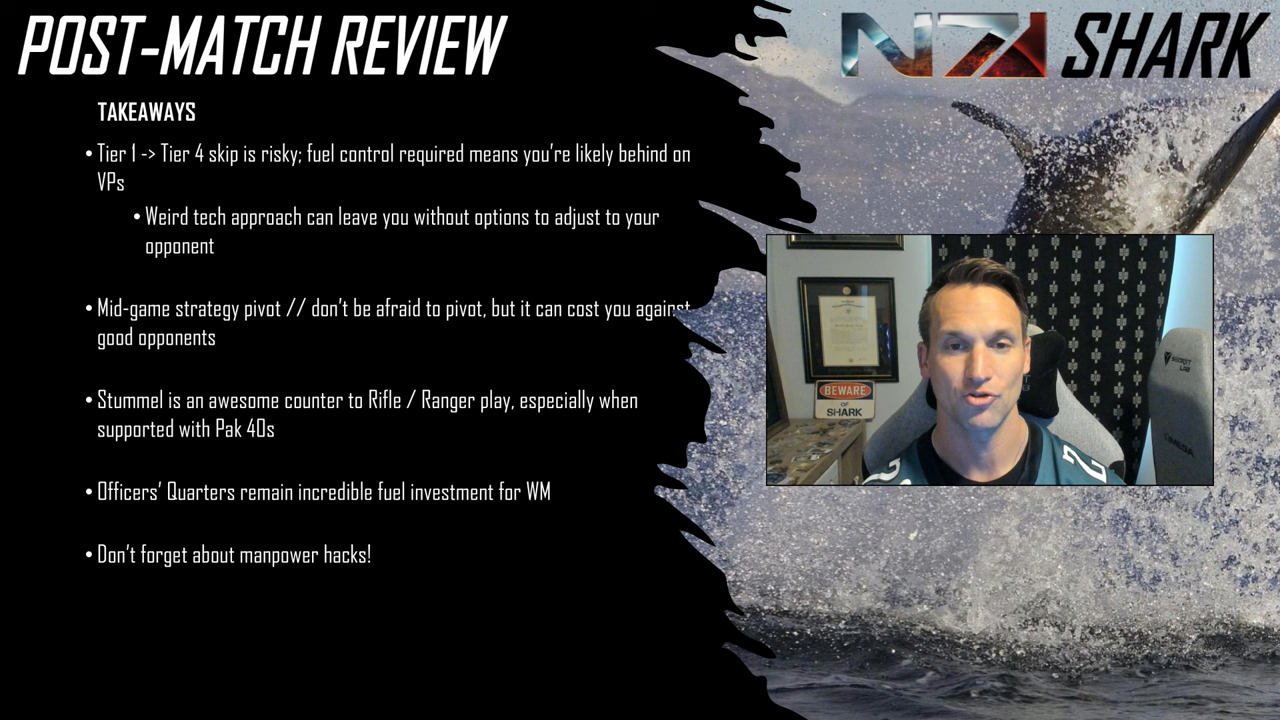 POST-MATCH REVIEW
N7 SHARK
TAKEAWAYS
• Tier 1 -> Tier 4 skip is risky; fuel control required means you're likely behind on
VPs
• Weird tech approach can leave you without options to adjust to your
opponent
• Mid-game strategy pivot // don't be afraid to pivot, but it can cost you against
good opponents
• Stummel is an awesome counter to Rifle / Ranger play, especially when
supported with Pak 40s
• Officers' Quarters remain incredible fuel investment for WM
• Don't forget about manpower hacks!
BEWARE
OF
SHARK
SECRET
LAB
OMEGA
2